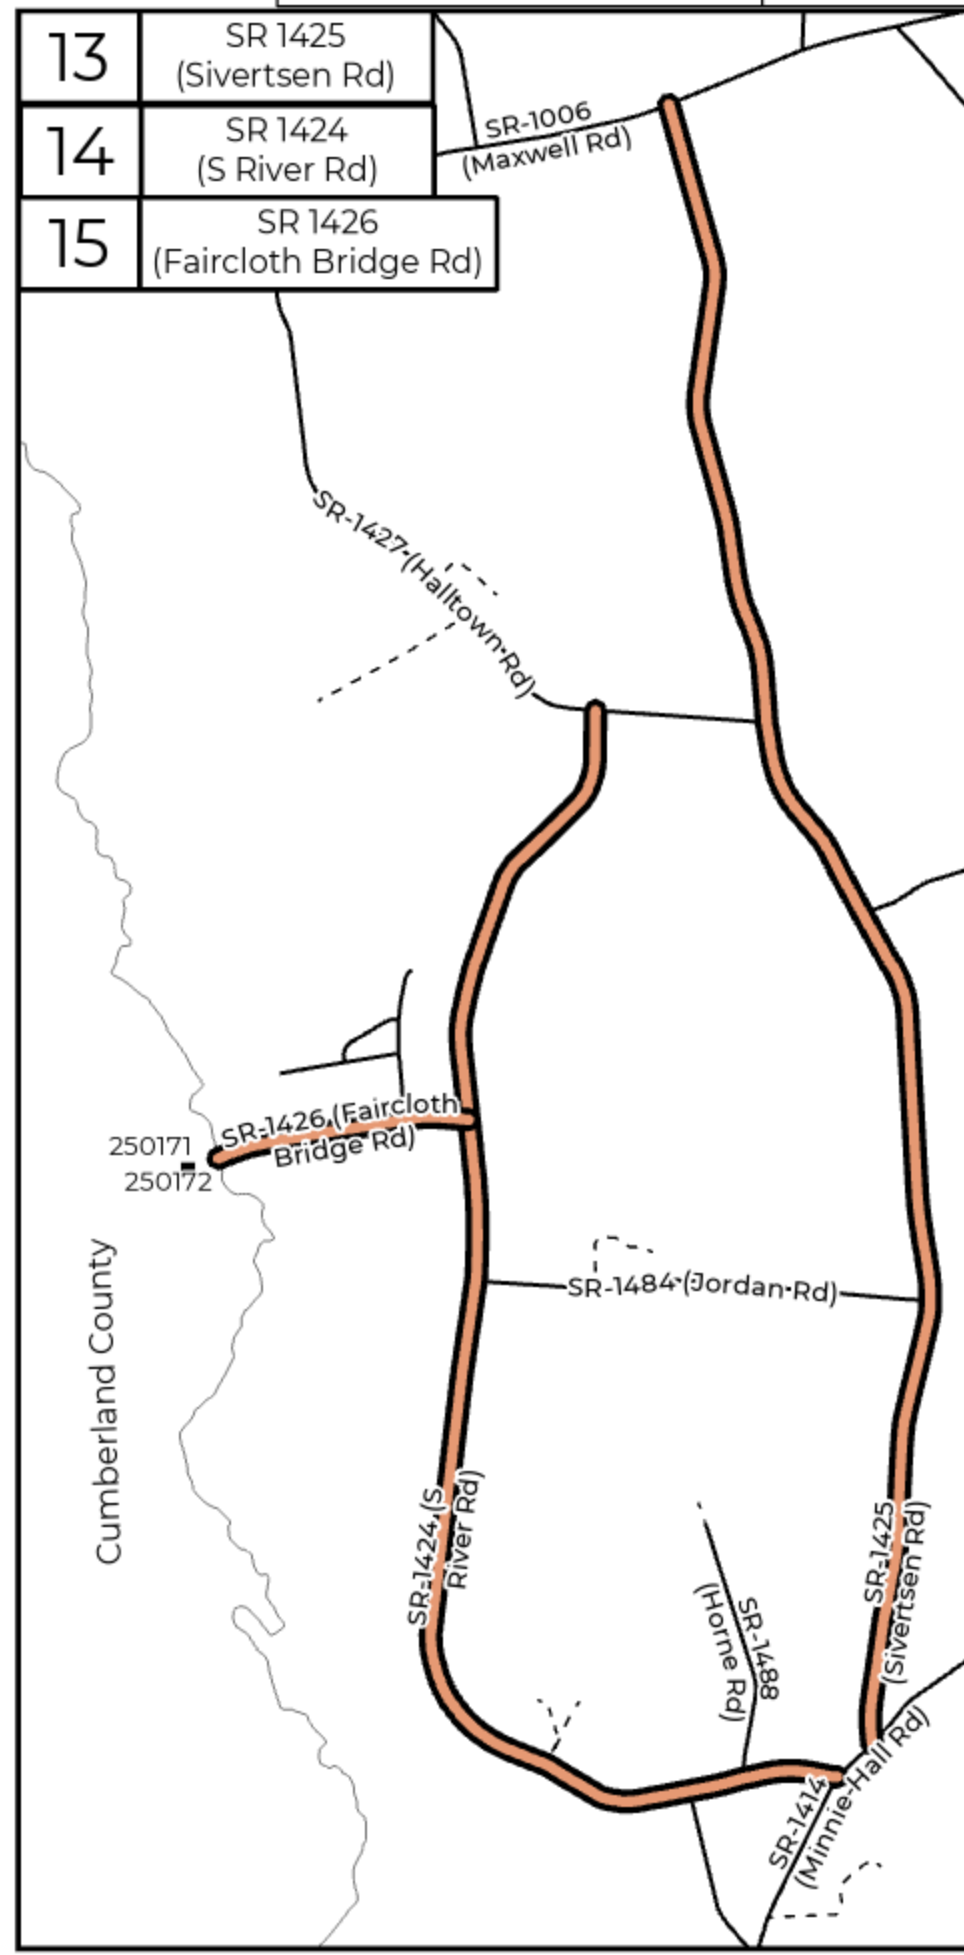 13
SR 1425
(Sivertsen Rd)
14
SR 1424
(S River Rd)
15
SR 1426
(Faircloth Bridge Rd)
SR-1006
(Maxwell Rd)
SR-1427 (Halltown Rd)
SR-1426 (Faircloth
Bridge Rd)
250171
250172
Cumberland County
SR-1484 (Jordan Rd)
SR-1424 (S
River Rd)
SR-1488
(Horne Rd)
SR-1425
(Sivertsen Rd)
SR-1414
(Minnie-Hall Rd)